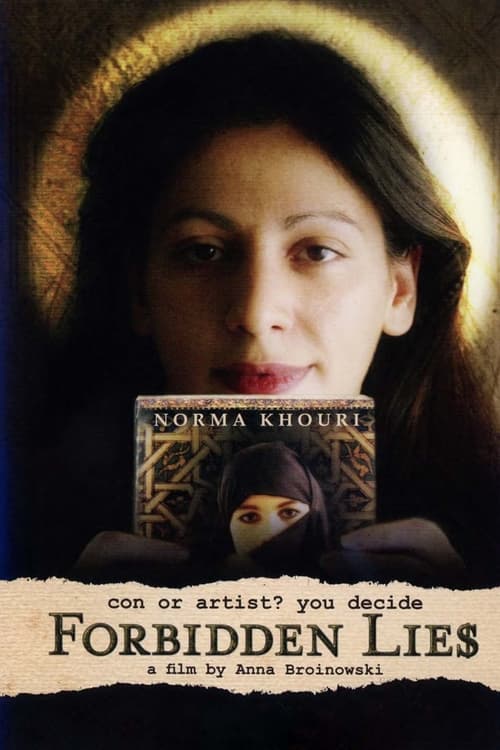 NORMA KHOURI
con or artist? you decide
FORBIDDEN LIE$
a film by Anna Broinowski